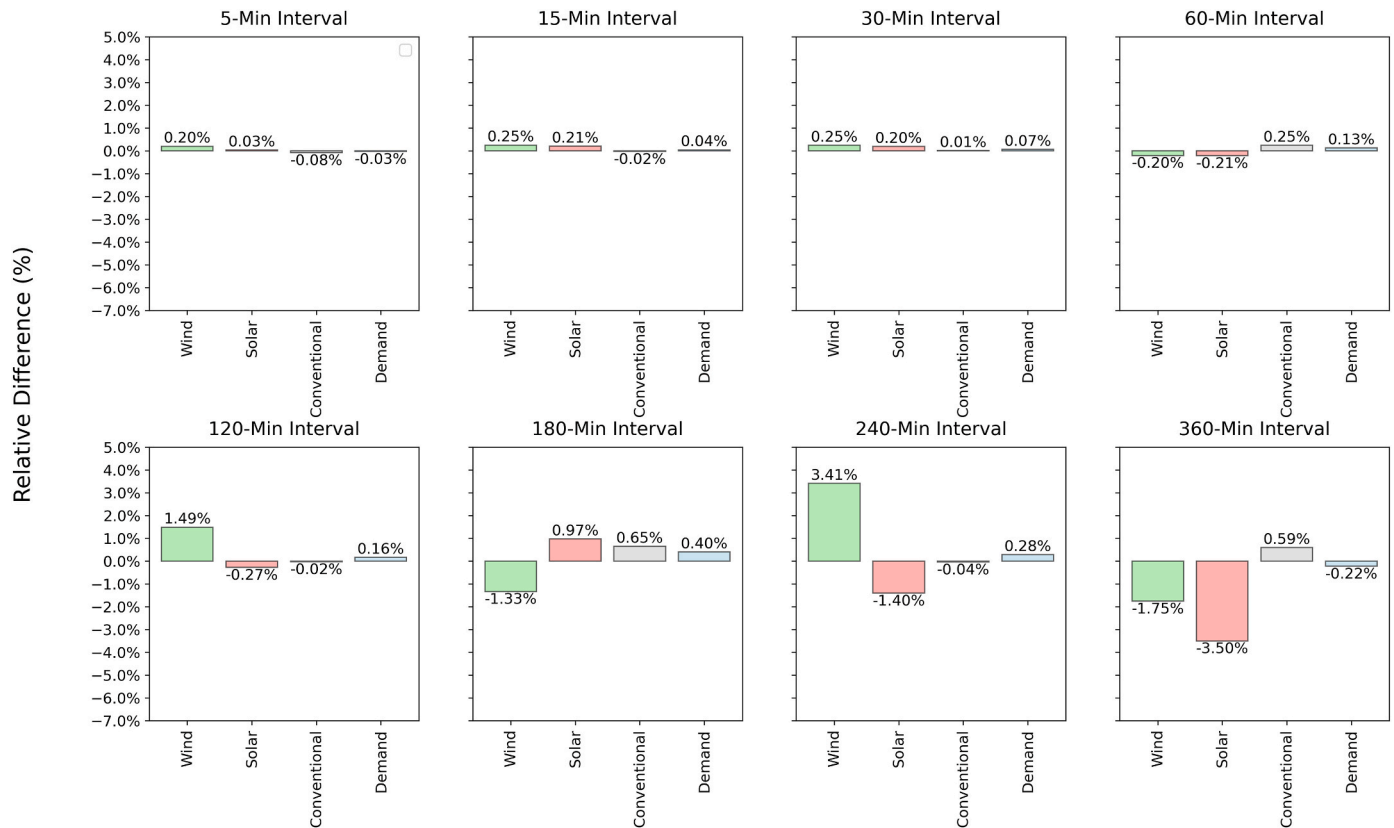 5-Min Interval
15-Min Interval
30-Min Interval
60-Min Interval
Relative Difference (%)
5.0%
4.0%
3.0%
2.0%
1.0%
0.0%
−1.0%
−2.0%
−3.0%
−4.0%
−5.0%
−6.0%
−7.0%
0.20%
0.03%
-0.08%
-0.03%
Wind
Solar
Conventional
Demand
0.25%
0.21%
-0.02%
0.04%
Wind
Solar
Conventional
Demand
0.25%
0.20%
0.01%
0.07%
Wind
Solar
Conventional
Demand
-0.20%
-0.21%
0.25%
0.13%
Wind
Solar
Conventional
Demand
120-Min Interval
180-Min Interval
240-Min Interval
360-Min Interval
5.0%
4.0%
3.0%
2.0%
1.0%
0.0%
−1.0%
−2.0%
−3.0%
−4.0%
−5.0%
−6.0%
−7.0%
1.49%
-0.27%
-0.02%
0.16%
Wind
Solar
Conventional
Demand
-1.33%
0.97%
0.65%
0.40%
Wind
Solar
Conventional
Demand
3.41%
-1.40%
-0.04%
0.28%
Wind
Solar
Conventional
Demand
-1.75%
-3.50%
0.59%
-0.22%
Wind
Solar
Conventional
Demand